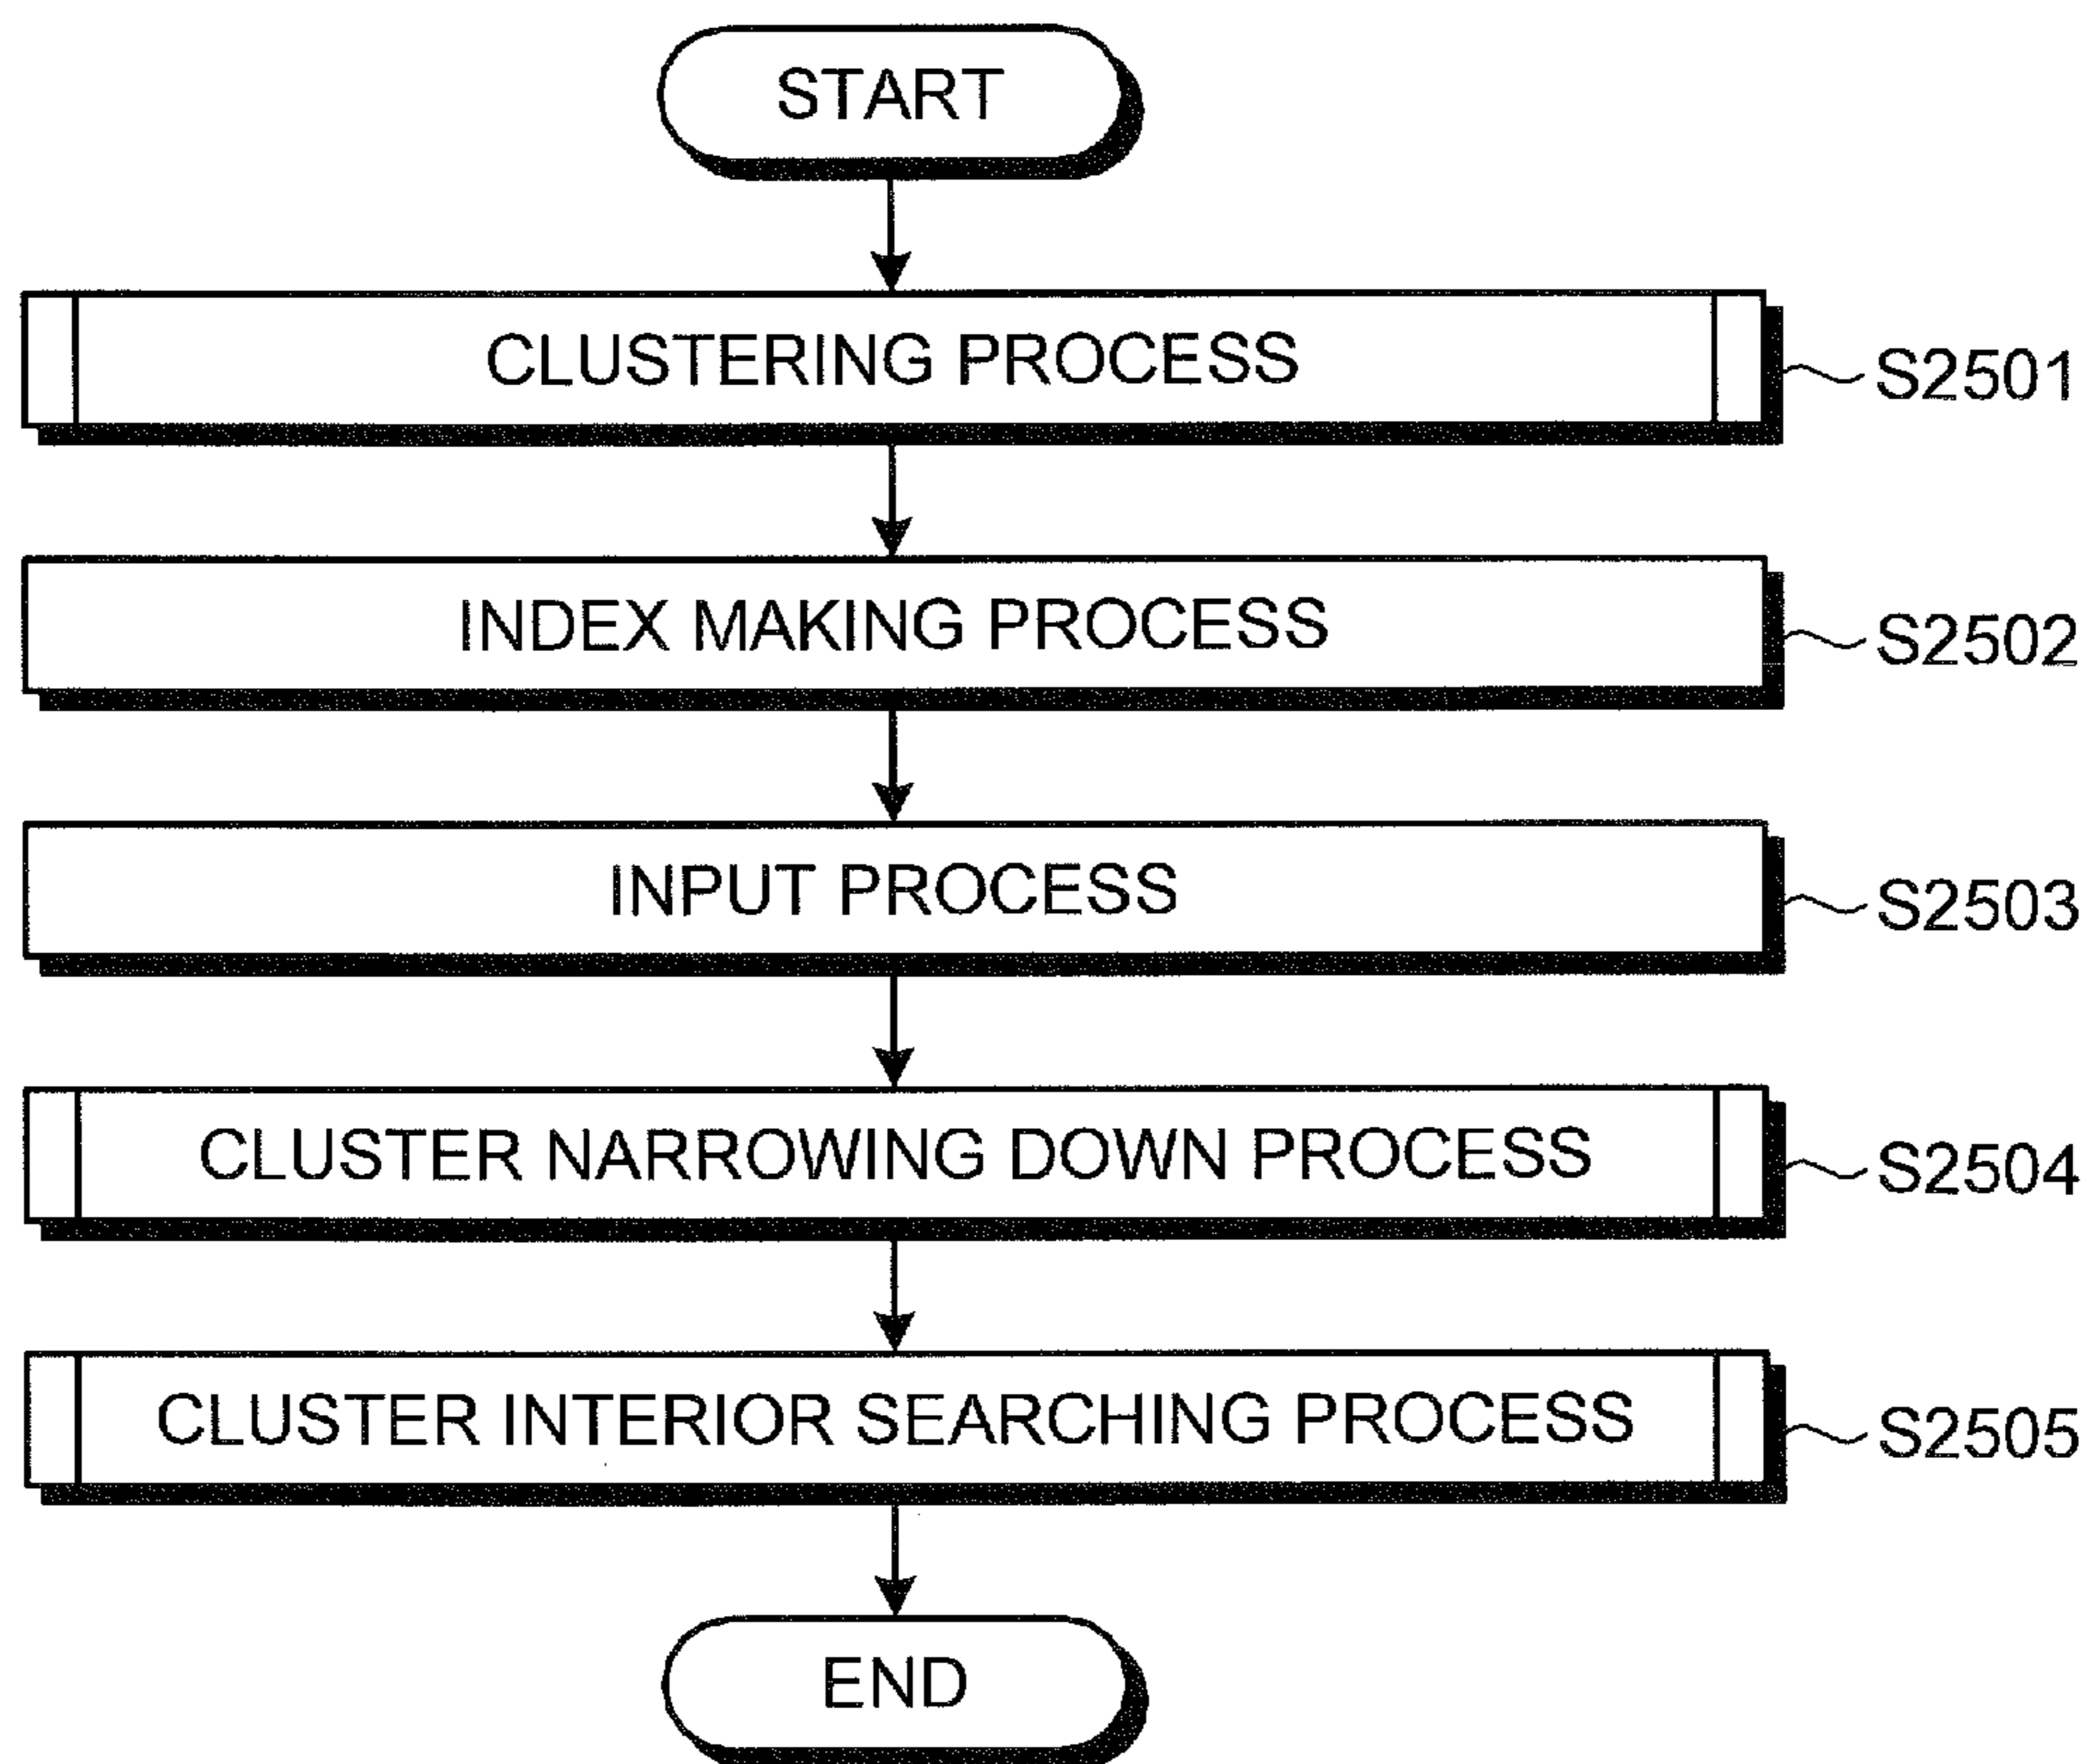 START
CLUSTERING PROCESS
S2501
INDEX MAKING PROCESS
S2502
INPUT PROCESS
S2503
CLUSTER NARROWING DOWN PROCESS
S2504
CLUSTER INTERIOR SEARCHING PROCESS
S2505
END